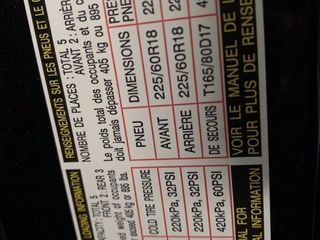 RENSEIGNEMENTS SUR LES PNEUS ET LE
NOMBRE DE PLACES : TOTAL 5
AVANT 2 : ARRIÈRE
Le poids total des occupants et du
doit jamais dépasser 405 kg ou 895
PNEU DIMENSIONS
AVANT 225/60R18
ARRIÈRE 225/60R18
DE SECOURS T165/80D17
VOIR LE MANUEL DE
POUR PLUS DE RENSE
LOADING INFORMATION
TOTAL 5
FRONT 2 : REAR 3
weight of occupants
exceed 405 kg or 895 lbs.
COLD TIRE PRESSURE
220kPa, 32PSI
220kPa, 32PSI
420kPa, 60PSI
FOR
INFORMATION